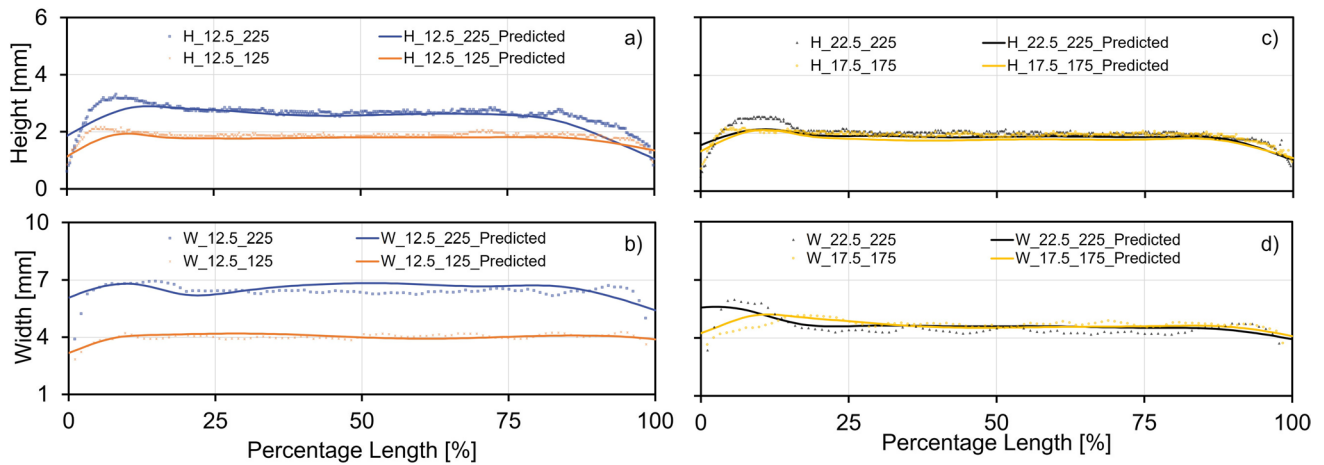 6
4
2
0
Height [mm]
H_12.5_225
H_12.5_225_Predicted
H_12.5_125
H_12.5_125_Predicted
a)
H_22.5_225
H_22.5_225_Predicted
H_17.5_175
H_17.5_175_Predicted
c)
10
7
4
1
Width [mm]
W_12.5_225
W_12.5_225_Predicted
W_12.5_125
W_12.5_125_Predicted
b)
W_22.5_225
W_22.5_225_Predicted
W_17.5_175
W_17.5_175_Predicted
d)
0 25 50 75 100
Percentage Length [%]
0 25 50 75 100
Percentage Length [%]